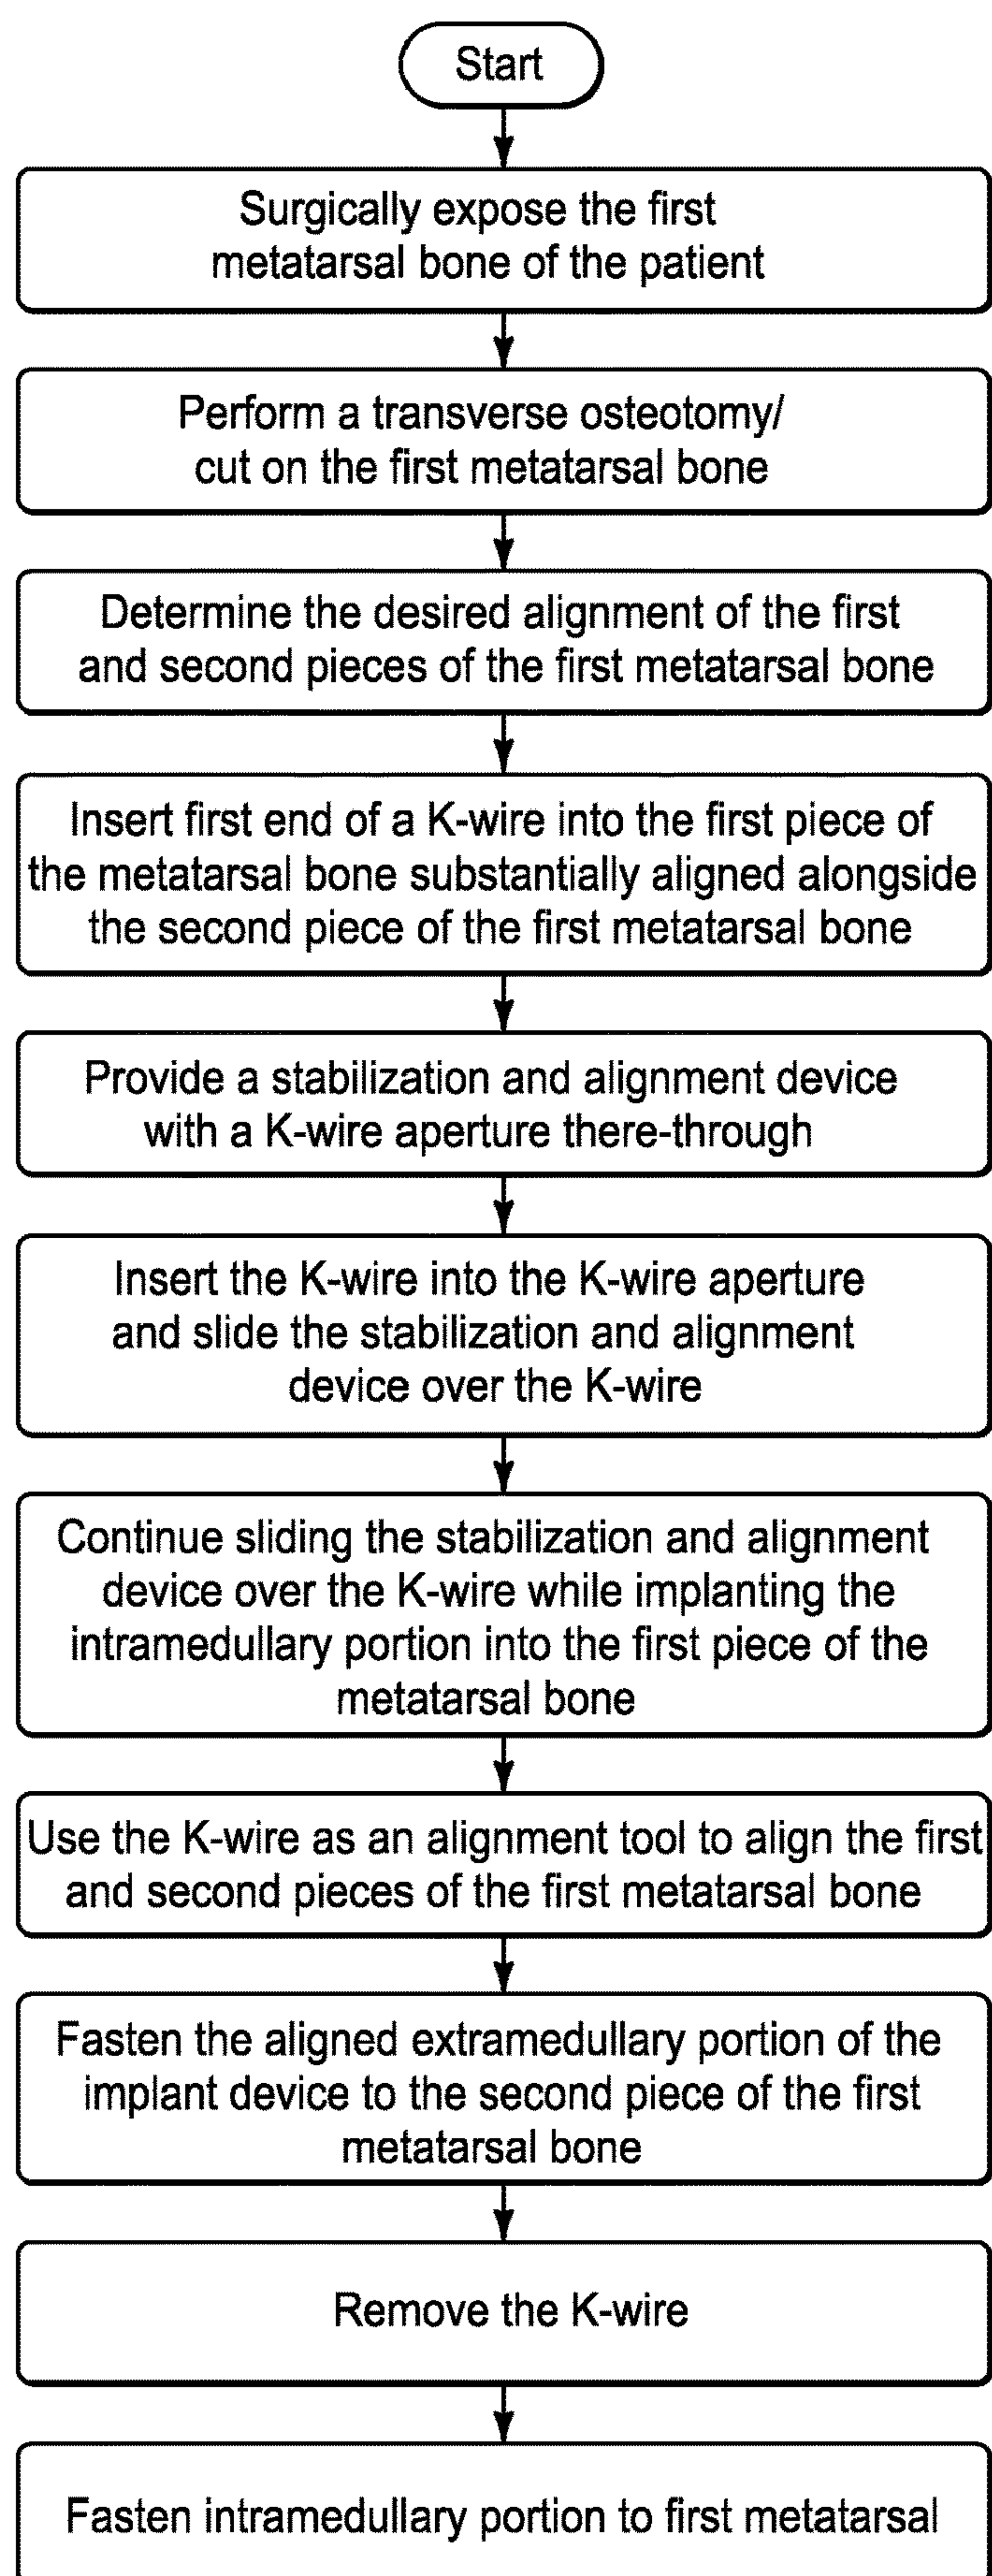 Start
Surgically expose the first
metatarsal bone of the patient
Perform a transverse osteotomy/
cut on the first metatarsal bone
Determine the desired alignment of the first
and second pieces of the first metatarsal bone
Insert first end of a K-wire into the first piece of
the metatarsal bone substantially aligned alongside
the second piece of the first metatarsal bone
Provide a stabilization and alignment device
with a K-wire aperture there-through
Insert the K-wire into the K-wire aperture
and slide the stabilization and alignment
device over the K-wire
Continue sliding the stabilization and alignment
device over the K-wire while implanting the
intramedullary portion into the first piece of the
metatarsal bone
Use the K-wire as an alignment tool to align the first
and second pieces of the first metatarsal bone
Fasten the aligned extramedullary portion of the
implant device to the second piece of the first
metatarsal bone
Remove the K-wire
Fasten intramedullary portion to first metatarsal